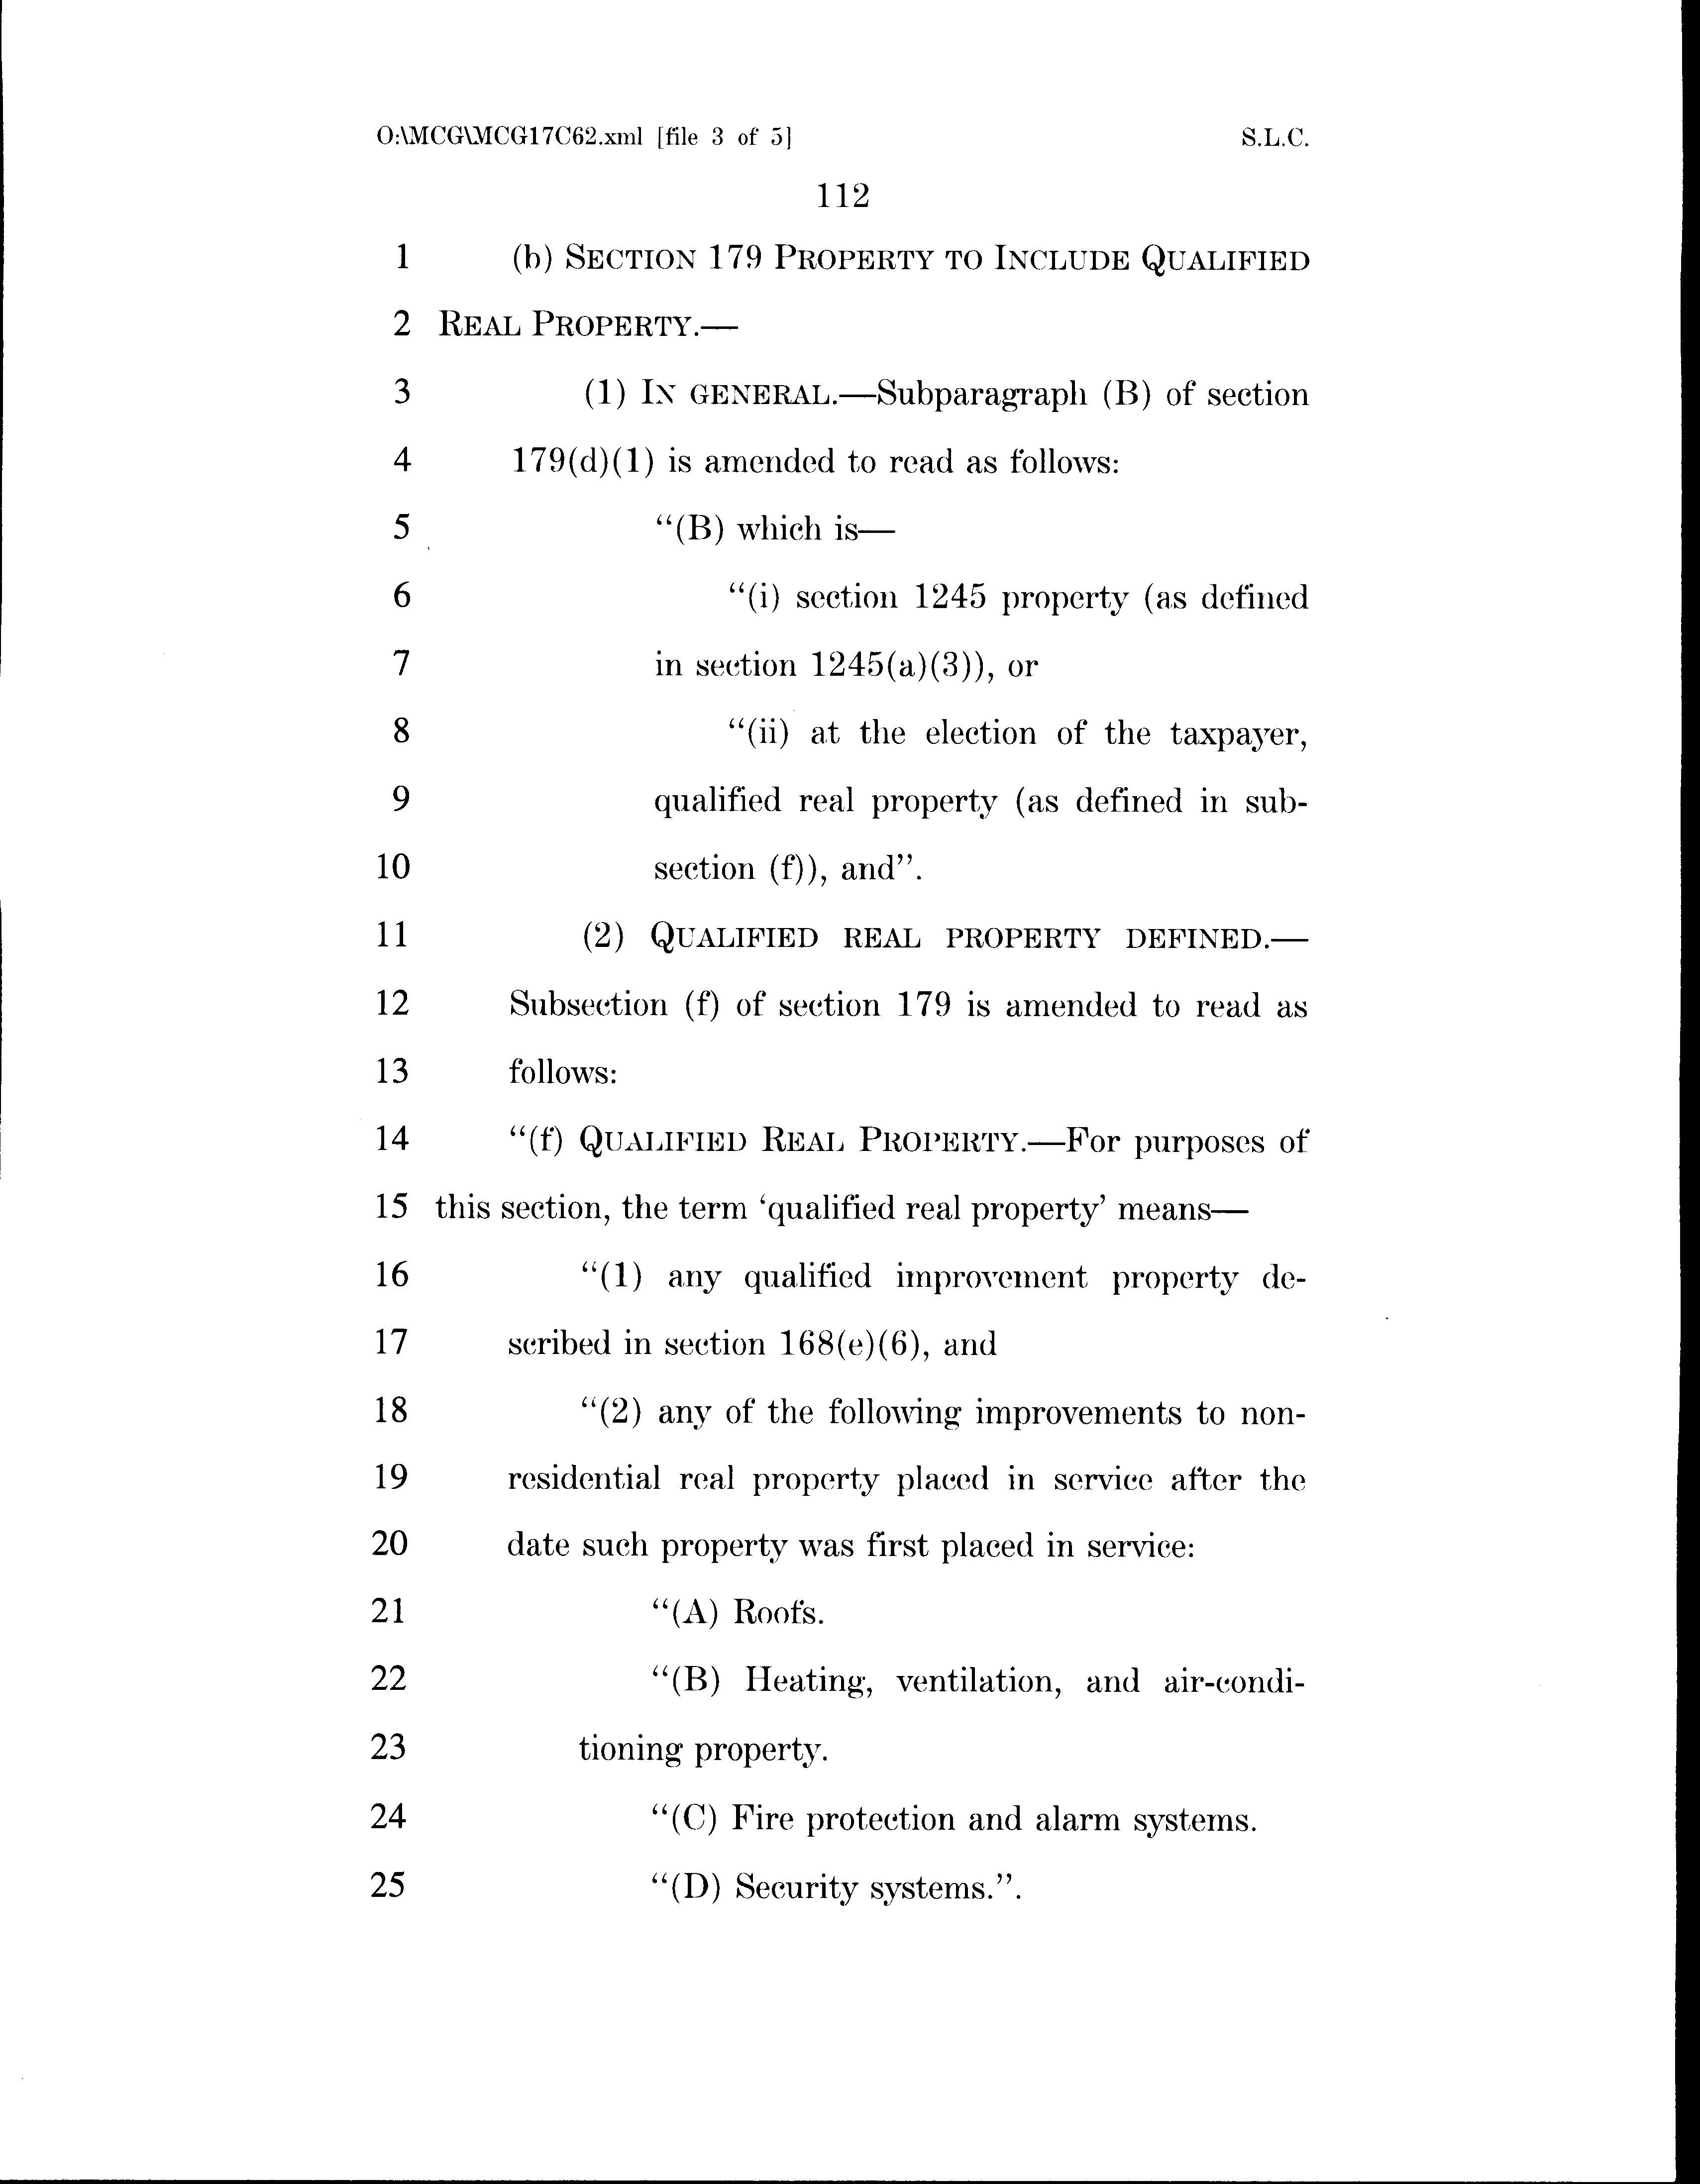 O:\MCG\MCG17C62.xml [file 3 of 5] S.L.C.
112
1 (b) SECTION 179 PROPERTY TO INCLUDE QUALIFIED
2 REAL PROPERTY.—
3 (1) IN GENERAL.—Subparagraph (B) of section
4 179(d)(1) is amended to read as follows:
5 “(B) which is—
6 “(i) section 1245 property (as defined
7 in section 1245(a)(3)), or
8 “(ii) at the election of the taxpayer,
9 qualified real property (as defined in sub-
10 section (f)), and”.
11 (2) QUALIFIED REAL PROPERTY DEFINED.—
12 Subsection (f) of section 179 is amended to read as
13 follows:
14 “(f) QUALIFIED REAL PROPERTY.—For purposes of
15 this section, the term ‘qualified real property’ means—
16 “(1) any qualified improvement property de-
17 scribed in section 168(e)(6), and
18 “(2) any of the following improvements to non-
19 residential real property placed in service after the
20 date such property was first placed in service:
21 “(A) Roofs.
22 “(B) Heating, ventilation, and air-condi-
23 tioning property.
24 “(C) Fire protection and alarm systems.
25 “(D) Security systems.”.